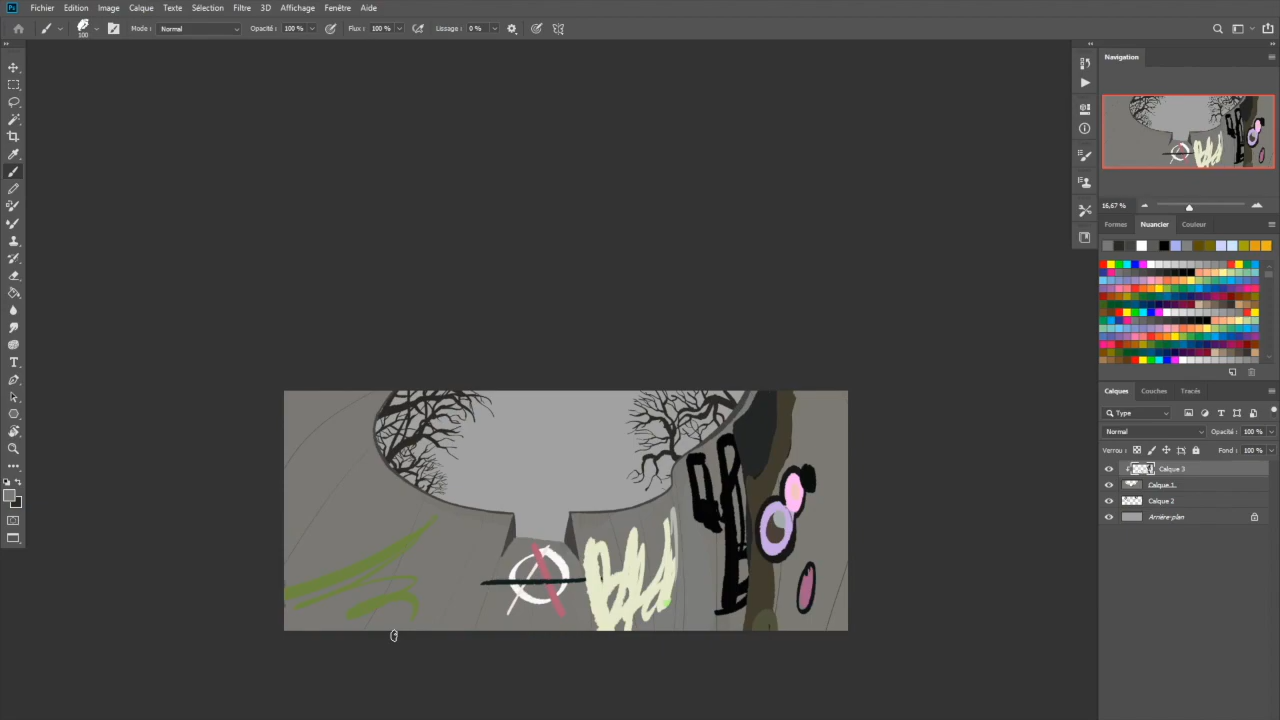 Ps Fichier Edition Image Calque Texte Sélection Filtre 3D Affichage Fenêtre Aide
100 Mode : Normal Opacité : 100 % Flux : 100 % Lissage : 0 %
Navigation
16,67 %
Formes Nuancier Couleur
Calques Couches Tracés
Type
Normal Opacité : 100 %
Verrou : Fond : 100 %
Calque 3
Calque 1
Calque 2
Arrière-plan